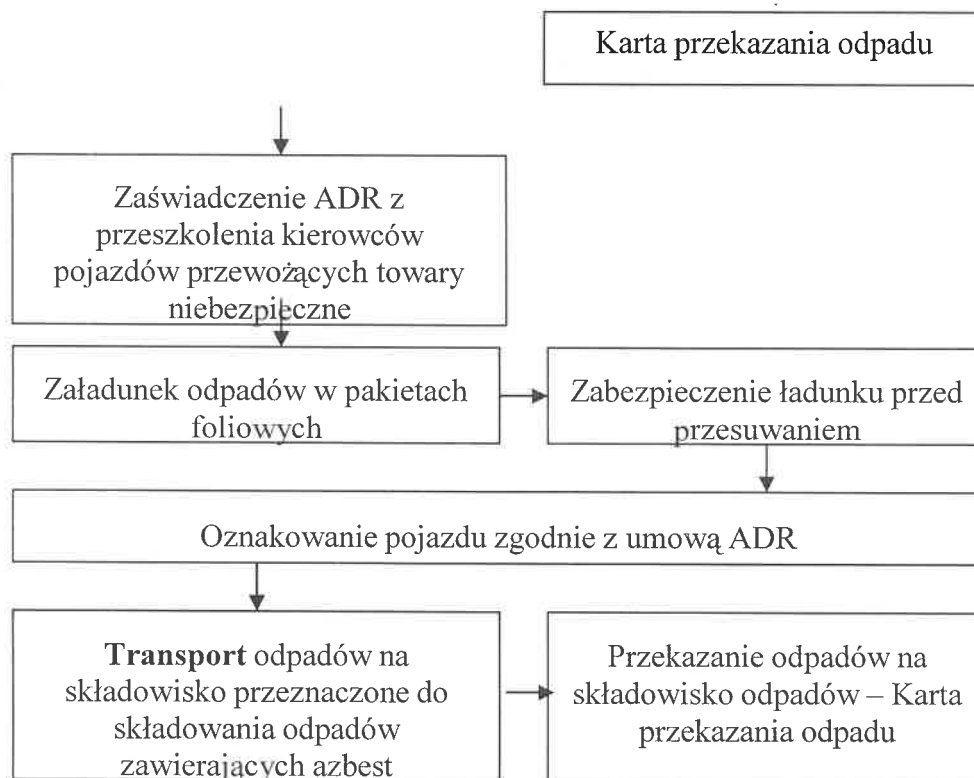 Karta przekazania odpadu
Zaświadczenie ADR z
przeszkolenia kierowców
pojazdów przewożących towary
niebezpieczne
Załadunek odpadów w pakietach
foliowych
Zabezpieczenie ładunku przed
przesuwaniem
Oznakowanie pojazdu zgodnie z umową ADR
Transport odpadów na
składowisko przeznaczone do
składowania odpadów
zawierających azbest
Przekazanie odpadów na
składowisko odpadów – Karta
przekazania odpadu